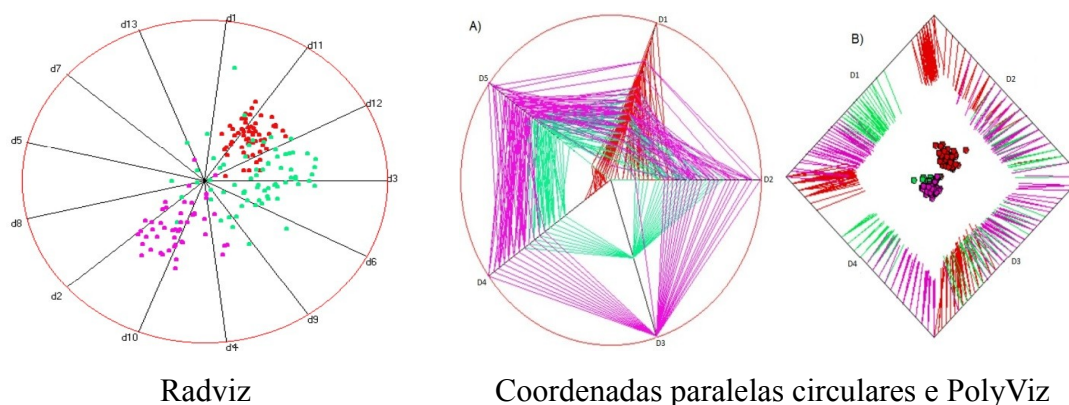 d1
d13
d11
d7
d12
d5
d3
d8
d6
d2
d9
d10
d4
A)
D1
D5
D2
D4
D3
B)
D1
D2
D4
D3
Radviz
Coordenadas paralelas circulares e PolyViz